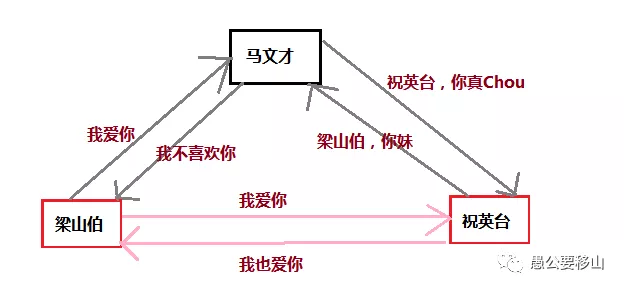 马文才
祝英台，你真Chou
我爱你
我不喜欢你
梁山伯，你妹
我爱你
梁山伯
祝英台
我也爱你
愚公要移山